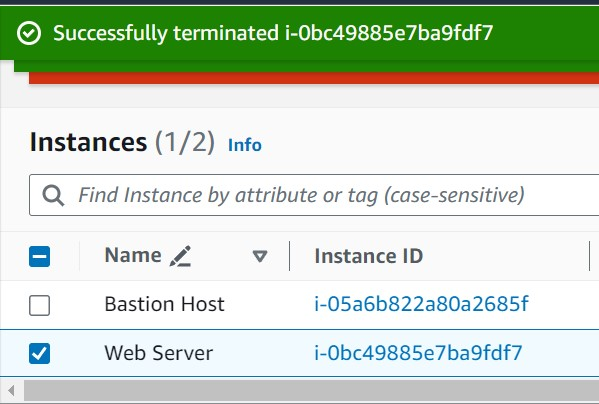 Successfully terminated i-0bc49885e7ba9fdf7
Instances (1/2) Info
Find Instance by attribute or tag (case-sensitive)
Name Instance ID
Bastion Host i-05a6b822a80a2685f
Web Server i-0bc49885e7ba9fdf7